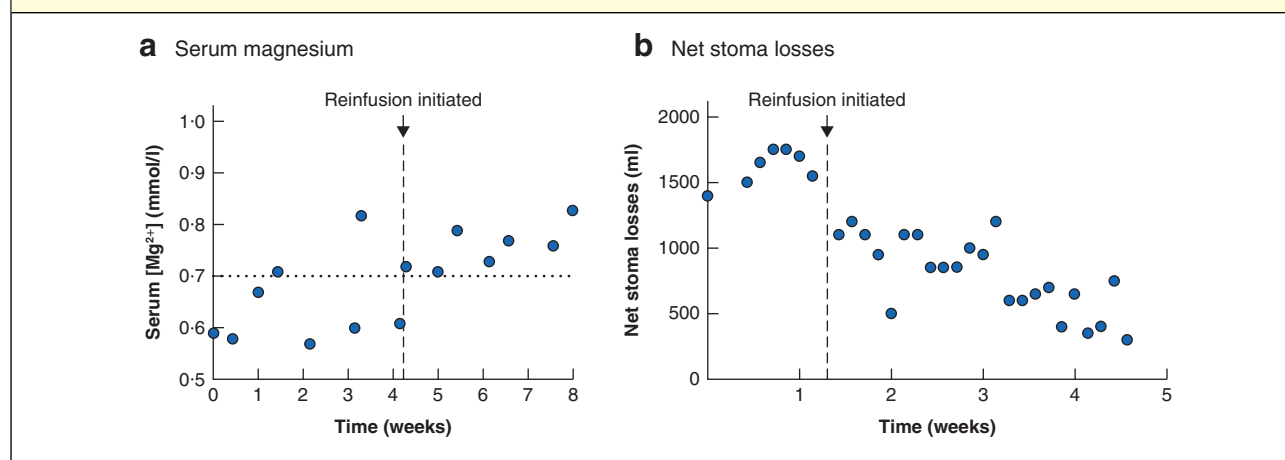 a Serum magnesium
Reinfusion initiated
1·0
0·9
0·8
0·7
0·6
0·5
Serum [Mg²⁺] (mmol/l)
0 1 2 3 4 5 6 7 8
Time (weeks)
b Net stoma losses
Reinfusion initiated
2000
1500
1000
500
0
Net stoma losses (ml)
1 2 3 4 5
Time (weeks)